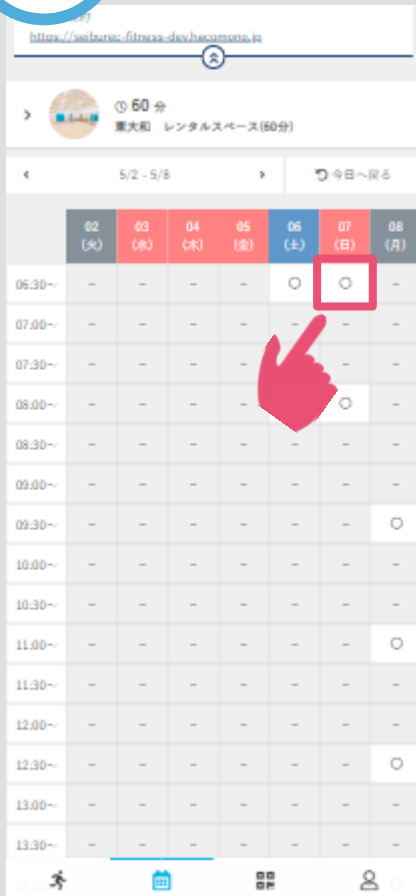 https://seiburec-fitness-dev.hacomono.jp
60 分
東大和 レンタルスペース(60分)
‹ 5/2 - 5/8 › 今日へ戻る
02 03 04 05 06 07 08
(火) (水) (木) (金) (土) (日) (月)
06:30~ - - - - ○ ○ -
07:00~ - - - - - - -
07:30~ - - - - -
08:00~ - - - - ○ -
08:30~ - - - - - - -
09:00~ - - - - - - -
09:30~ - - - - - - ○
10:00~ - - - - - - -
10:30~ - - - - - - -
11:00~ - - - - - - ○
11:30~ - - - - - - -
12:00~ - - - - - - -
12:30~ - - - - - - ○
13:00~ - - - - - - -
13:30~ - - - - - - -